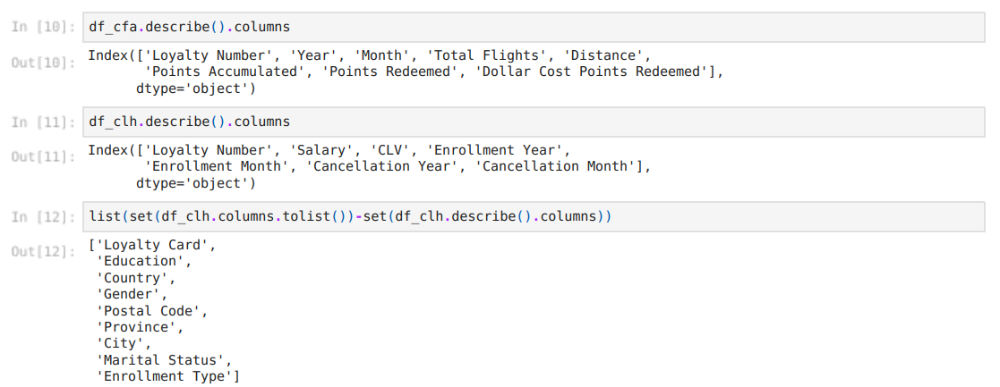 In [10]: df_cfa.describe().columns
Out[10]: Index(['Loyalty Number', 'Year', 'Month', 'Total Flights', 'Distance',
'Points Accumulated', 'Points Redeemed', 'Dollar Cost Points Redeemed'],
dtype='object')
In [11]: df_clh.describe().columns
Out[11]: Index(['Loyalty Number', 'Salary', 'CLV', 'Enrollment Year',
'Enrollment Month', 'Cancellation Year', 'Cancellation Month'],
dtype='object')
In [12]: list(set(df_clh.columns.tolist())-set(df_clh.describe().columns))
Out[12]: ['Loyalty Card',
'Education',
'Country',
'Gender',
'Postal Code',
'Province',
'City',
'Marital Status',
'Enrollment Type']